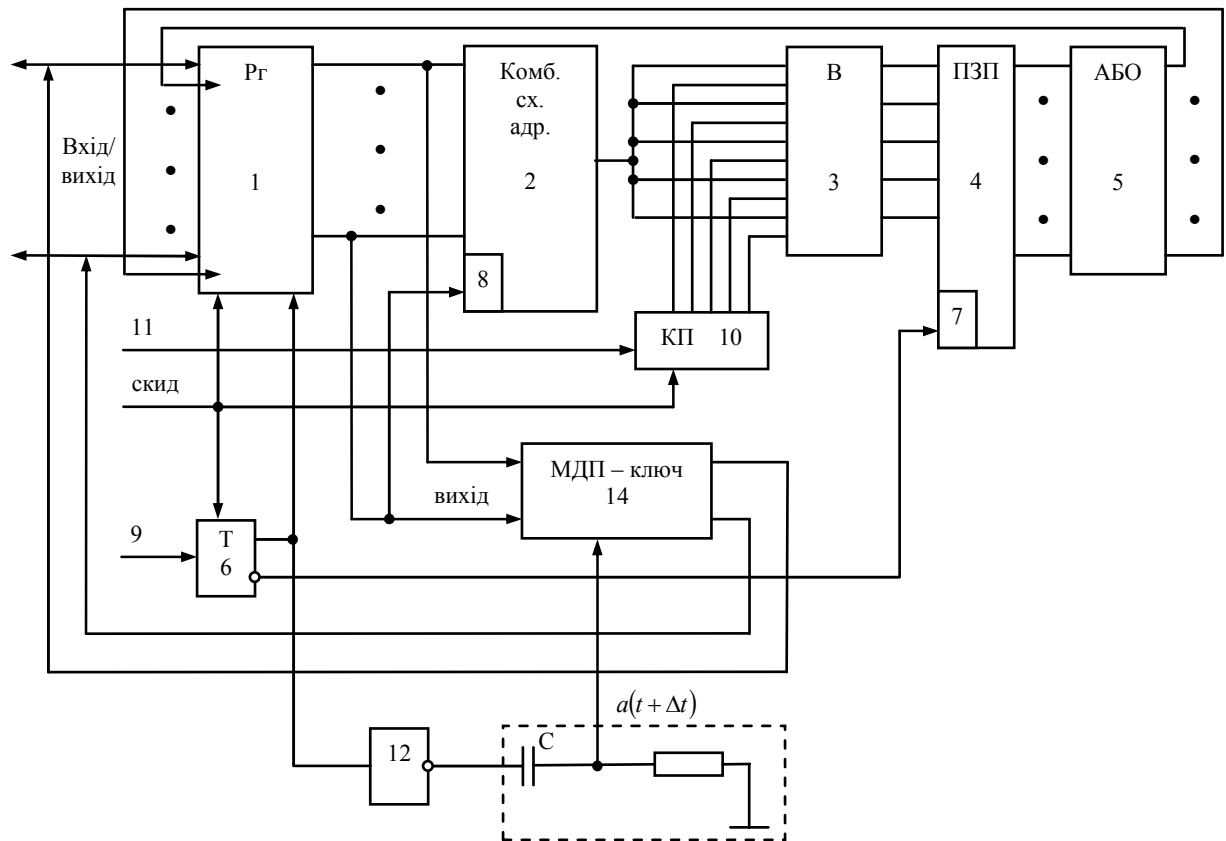 Рг
1
Вхід/
вихід
Комб.
сх.
адр.
2
8
В
3
ПЗП
4
7
АБО
5
11
КП 10
скид
МДП – ключ
14
вихід
9
Т
6
a(t + Δt)
12
C